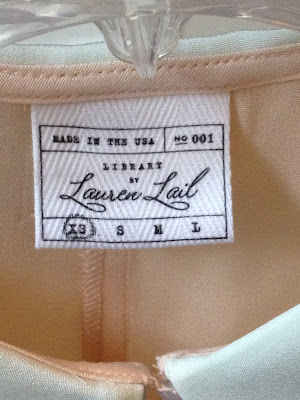 MADE IN THE USA NO 001
LIBRARY
BY
Lauren Lail
XS S M L